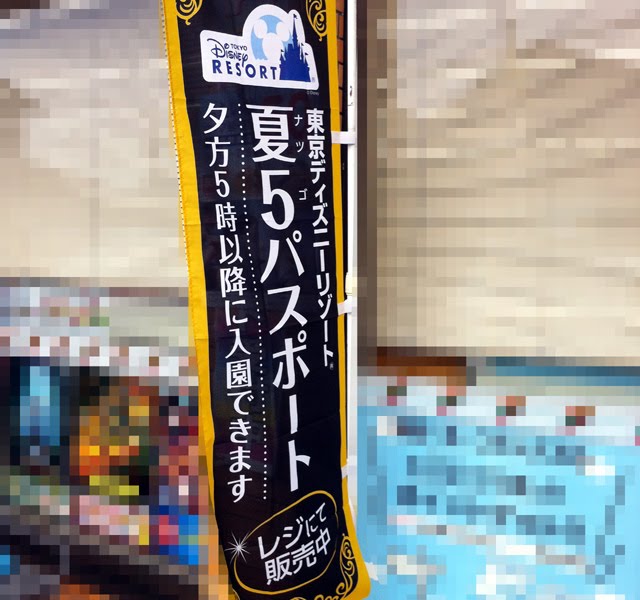 © TOKYO
Disney
RESORT
©Disney
東京ディズニーリゾート®
ナツゴ
夏5パスポート
夕方5時以降に入園できます
レジにて
販売中